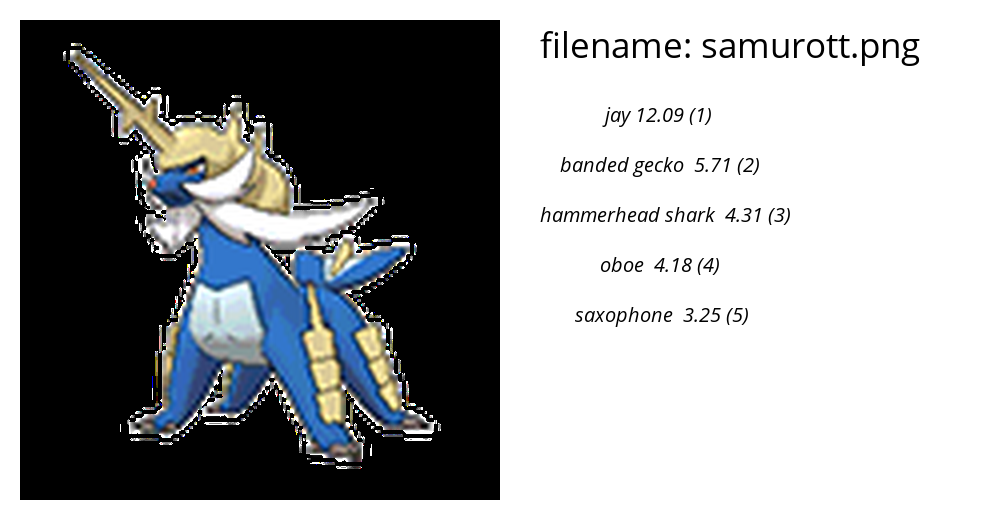 filename: samurott.png
jay 12.09 (1)
banded gecko 5.71 (2)
hammerhead shark 4.31 (3)
oboe 4.18 (4)
saxophone 3.25 (5)